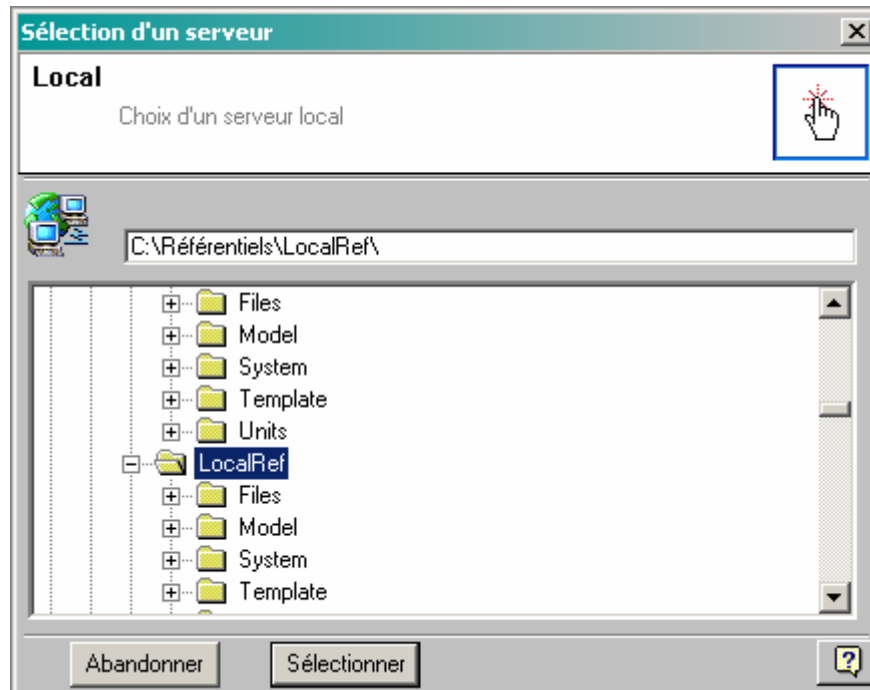 Sélection d'un serveur
Local
Choix d'un serveur local
C:\Référentiels\LocalRef\
Files
Model
System
Template
Units
LocalRef
Files
Model
System
Template
Abandonner
Sélectionner